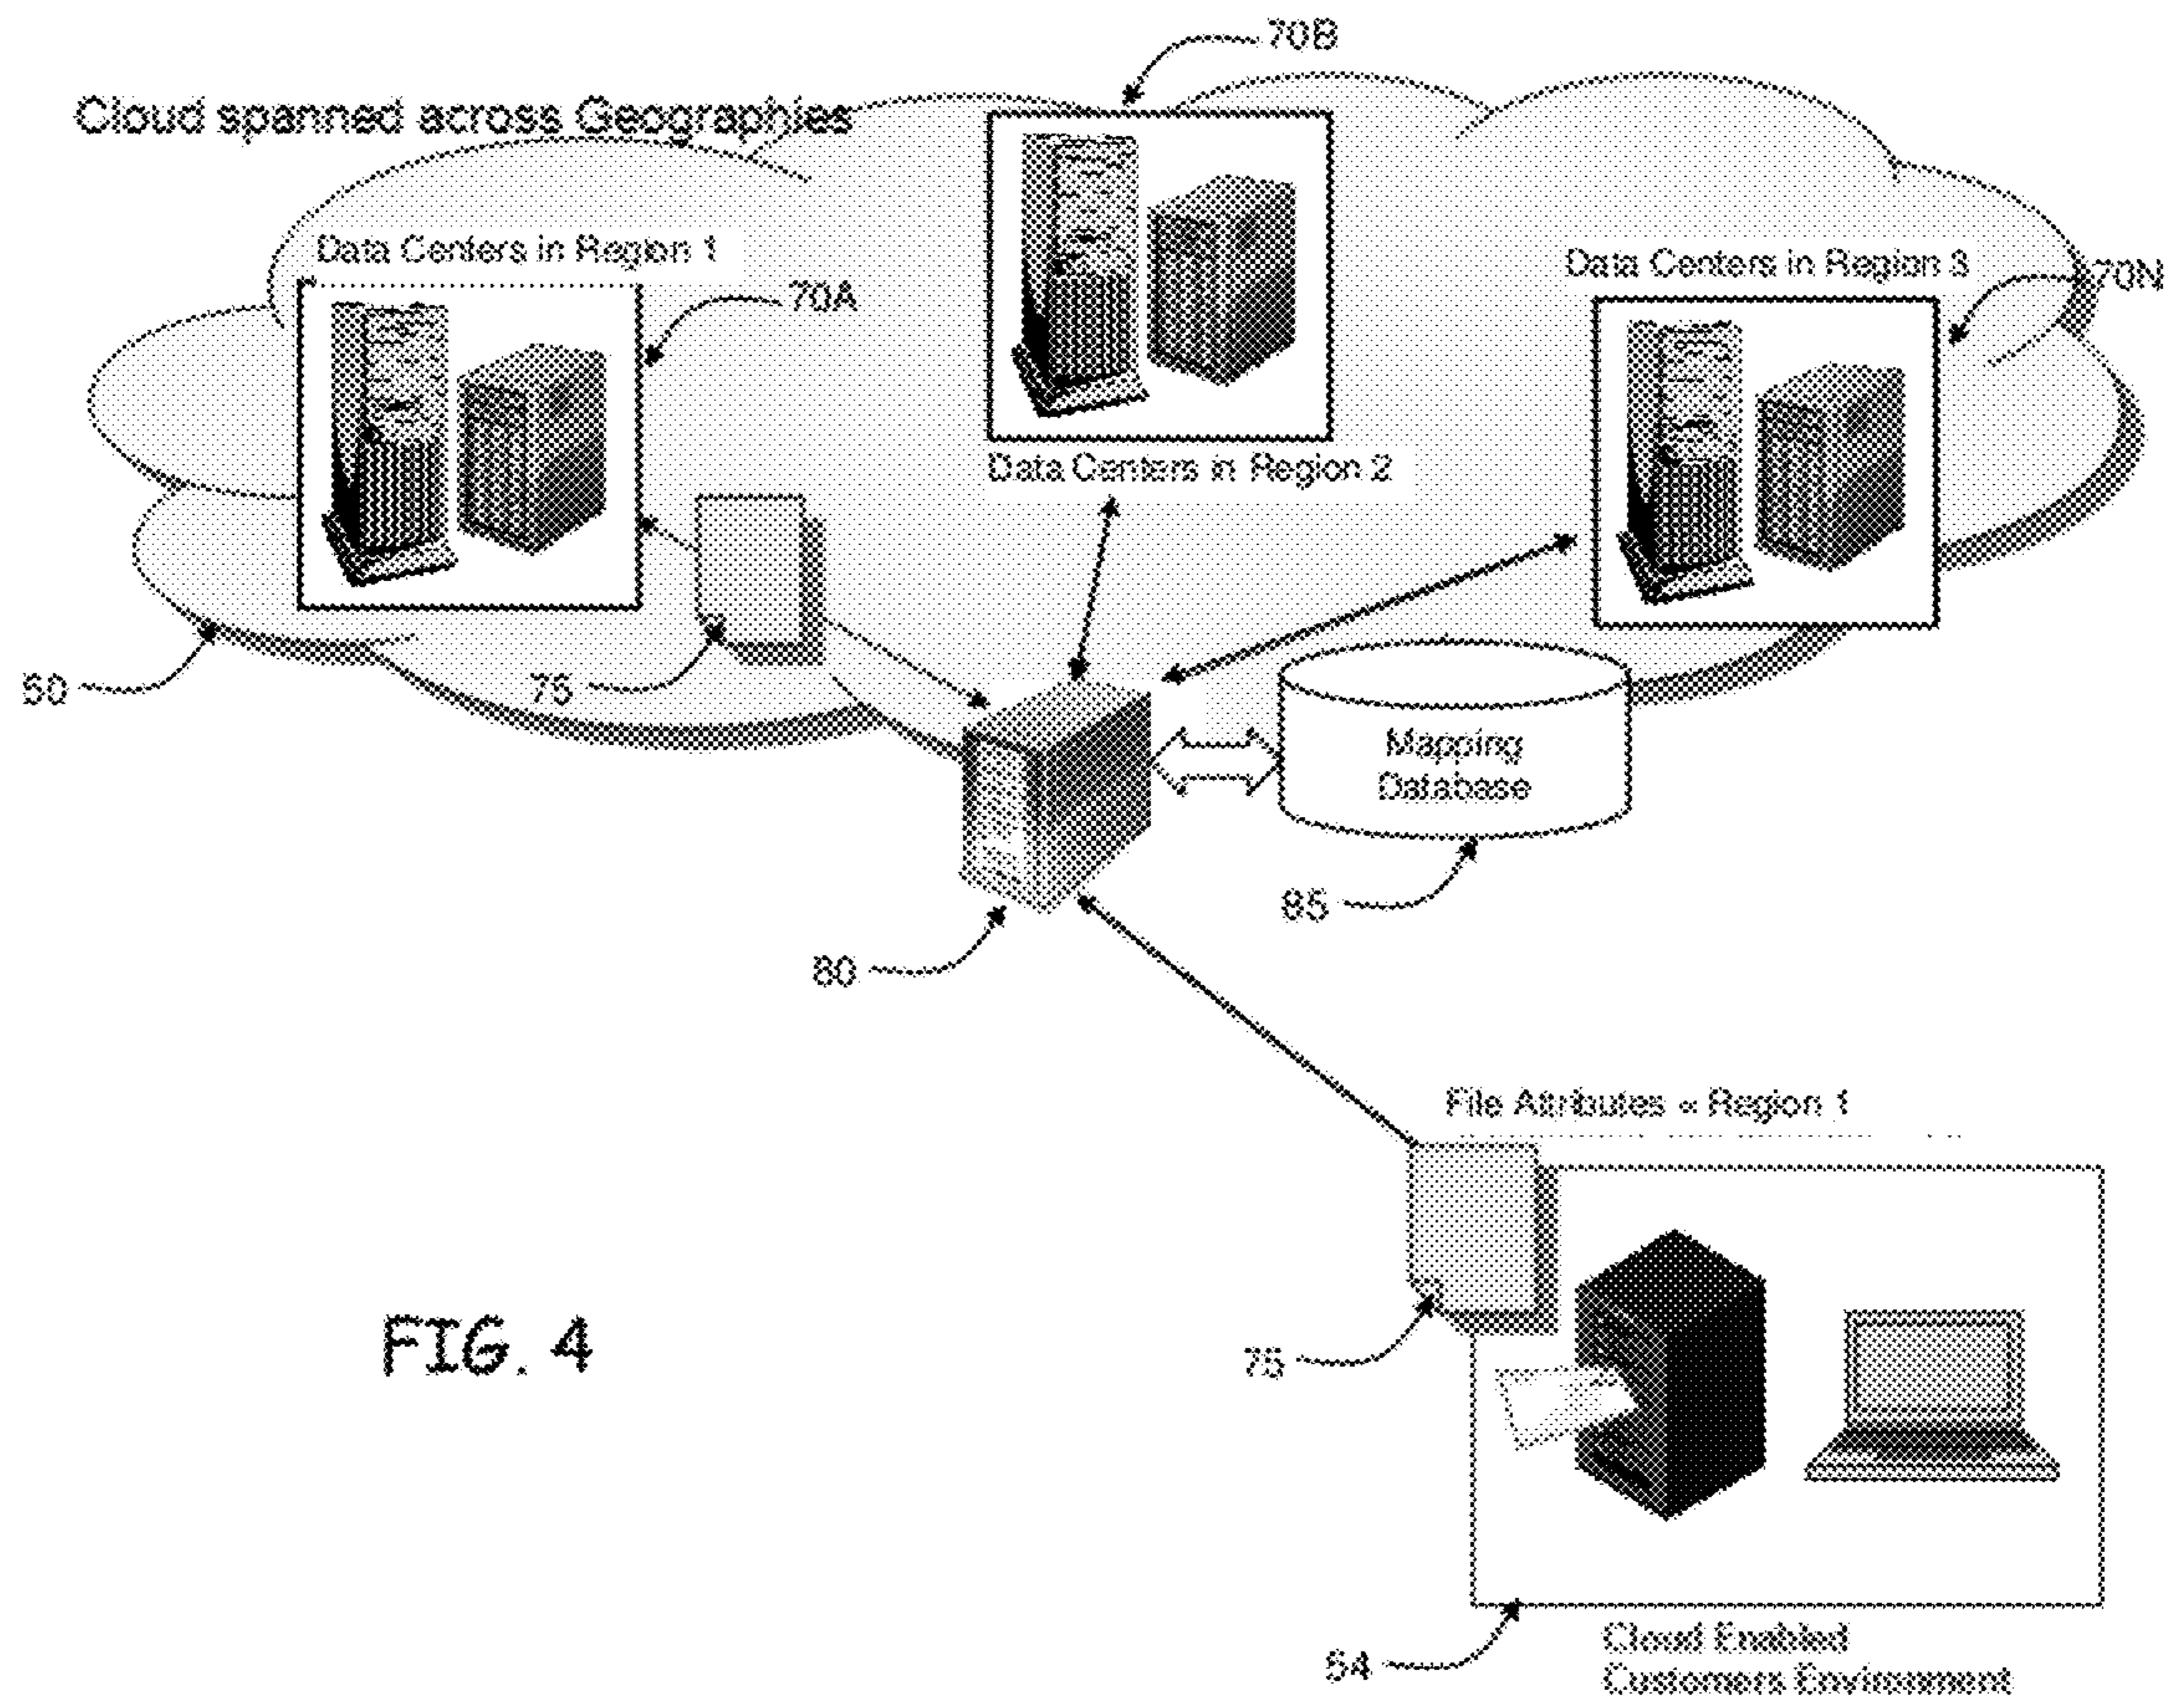 70B
Cloud spanned across Geographies
Data Centers in Region 1
70A
Data Centers in Region 3
70N
Data Centers in Region 2
50
75
Mapping
Database
85
80
File Attributes = Region 1
FIG. 4
75
54
Cloud Enabled
Customers Environment